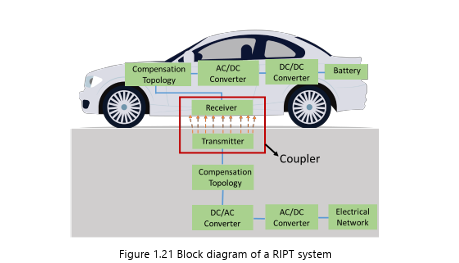 Compensation
Topology
AC/DC
Converter
DC/DC
Converter
Battery
Receiver
Transmitter
Coupler
Compensation
Topology
DC/AC
Converter
AC/DC
Converter
Electrical
Network
Figure 1.21 Block diagram of a RIPT system